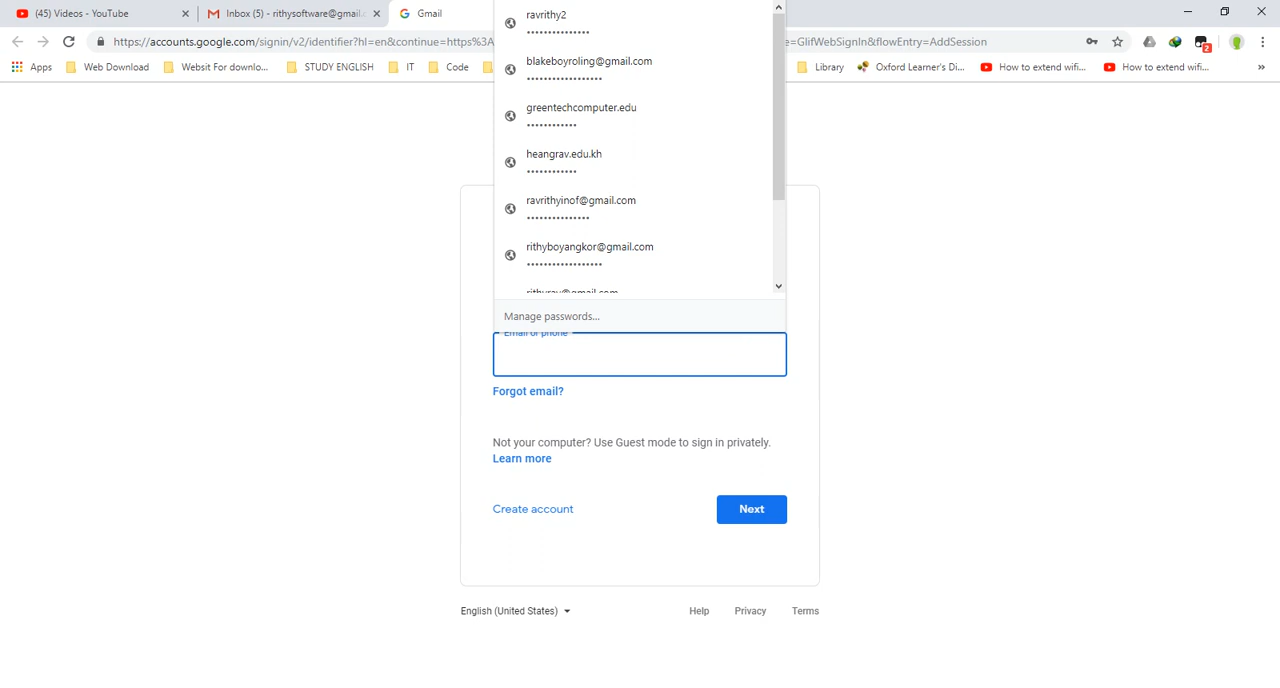 (45) Videos - YouTube
Inbox (5) - rithysoftware@gmail.c
Gmail
https://accounts.google.com/signin/v2/identifier?hl=en&continue=https%3A
=GlifWebSignIn&flowEntry=AddSession
2
Apps
Web Download
Websit For downlo...
STUDY ENGLISH
IT
Code
Library
Oxford Learner's Di...
How to extend wifi...
How to extend wifi...
»
ravrithy2
••••••••••••••
blakeboyroling@gmail.com
•••••••••••••••••
greentechcomputer.edu
••••••••••••
heangrav.edu.kh
••••••••••••
ravrithyinof@gmail.com
••••••••••••••
rithyboyangkor@gmail.com
•••••••••••••••••
rithyrav@gmail.com
Manage passwords...
Email or phone
Forgot email?
Not your computer? Use Guest mode to sign in privately.
Learn more
Create account
Next
English (United States)
Help
Privacy
Terms